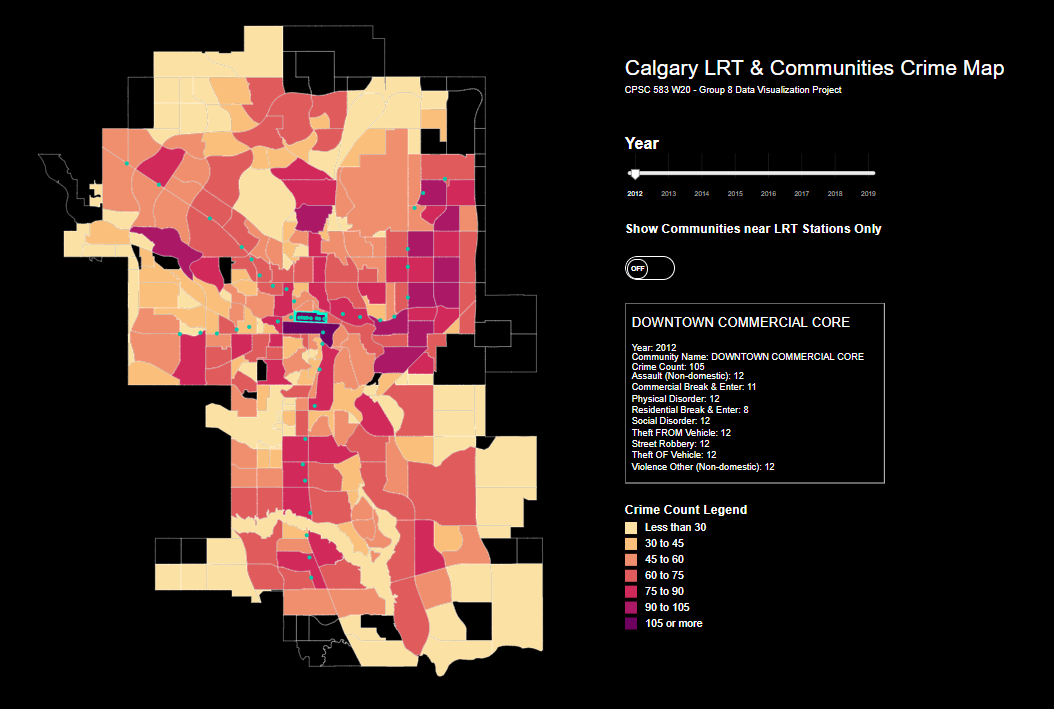 Calgary LRT & Communities Crime Map
CPSC 583 W20 - Group 8 Data Visualization Project
Year
2012 2013 2014 2015 2016 2017 2018 2019
Show Communities near LRT Stations Only
OFF
DOWNTOWN COMMERCIAL CORE
Year: 2012
Community Name: DOWNTOWN COMMERCIAL CORE
Crime Count: 105
Assault (Non-domestic): 12
Commercial Break & Enter: 11
Physical Disorder: 12
Residential Break & Enter: 8
Social Disorder: 12
Theft FROM Vehicle: 12
Street Robbery: 12
Theft OF Vehicle: 12
Violence Other (Non-domestic): 12
Crime Count Legend
Less than 30
30 to 45
45 to 60
60 to 75
75 to 90
90 to 105
105 or more